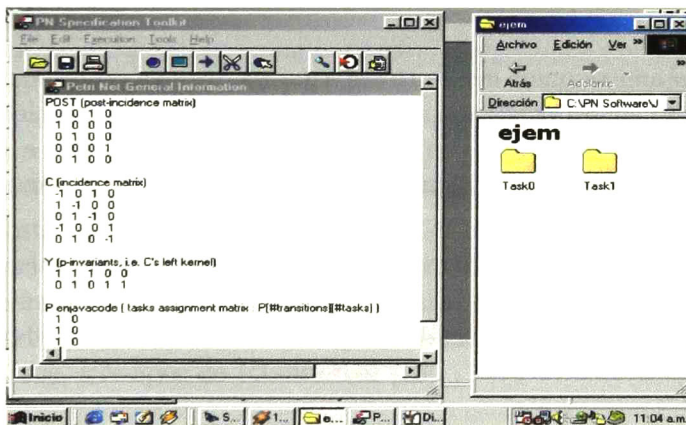 PN Specification Toolkit
File Edit Execution Tools Help
Petri Net General Information
POST (post-incidence matrix)
0 0 1 0
1 0 0 0
0 1 0 0
0 0 0 1
0 1 0 0
C (incidence matrix)
-1 0 1 0
1 -1 0 0
0 1 -1 0
-1 0 0 1
0 1 0 -1
Y (p-invariants, i.e. C's left kernel)
1 1 1 0 0
0 1 0 1 1
P enjavacode ( tasks assignment matrix : P[#transitions][#tasks] )
1 0
1 0
1 0
ejem
Archivo Edición Ver »
Atrás Adelante »
Dirección C:\PN Software\J
ejem
Task0 Task1
Inicio S... 1... e... P... Di... 11:04 a.m.